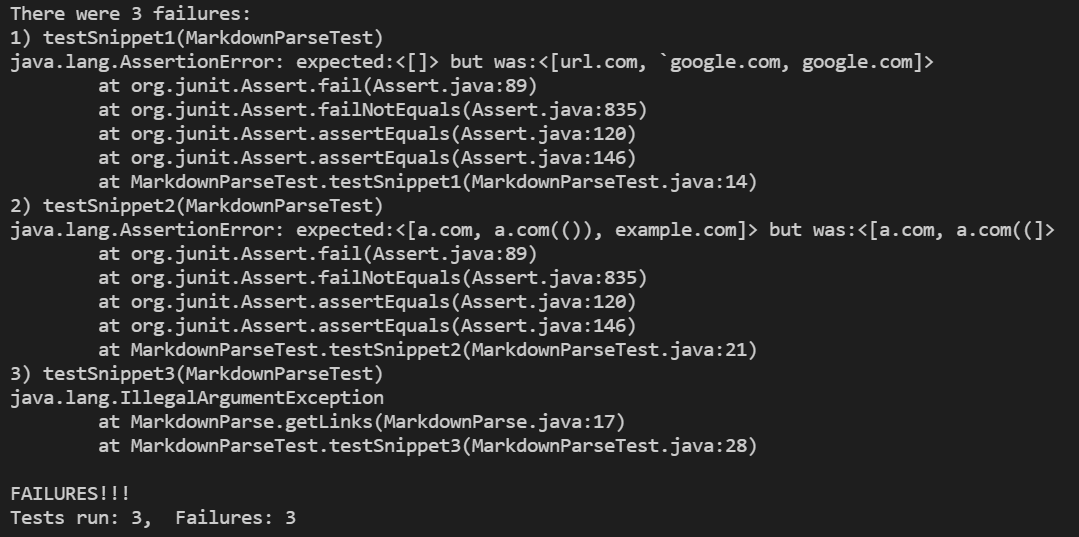 There were 3 failures:
1) testSnippet1(MarkdownParseTest)
java.lang.AssertionError: expected:<[]> but was:<[url.com, `google.com, google.com]>
        at org.junit.Assert.fail(Assert.java:89)
        at org.junit.Assert.failNotEquals(Assert.java:835)
        at org.junit.Assert.assertEquals(Assert.java:120)
        at org.junit.Assert.assertEquals(Assert.java:146)
        at MarkdownParseTest.testSnippet1(MarkdownParseTest.java:14)
2) testSnippet2(MarkdownParseTest)
java.lang.AssertionError: expected:<[a.com, a.com(()), example.com]> but was:<[a.com, a.com((]>
        at org.junit.Assert.fail(Assert.java:89)
        at org.junit.Assert.failNotEquals(Assert.java:835)
        at org.junit.Assert.assertEquals(Assert.java:120)
        at org.junit.Assert.assertEquals(Assert.java:146)
        at MarkdownParseTest.testSnippet2(MarkdownParseTest.java:21)
3) testSnippet3(MarkdownParseTest)
java.lang.IllegalArgumentException
        at MarkdownParse.getLinks(MarkdownParse.java:17)
        at MarkdownParseTest.testSnippet3(MarkdownParseTest.java:28)
FAILURES!!!
Tests run: 3,  Failures: 3